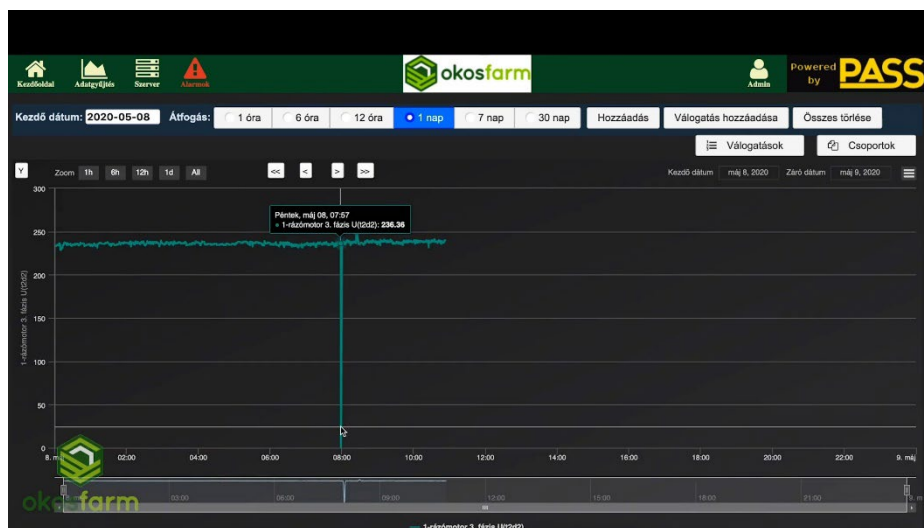 okosfarm
Powered by PASS
Kezdőoldal
Adatgyűjtés
Szerver
Alarmok
Admin
Kezdő dátum: 2020-05-08 Átfogás: 1 óra 6 óra 12 óra 1 nap 7 nap 30 nap Hozzáadás Válogatás hozzáadása Összes törlése
Válogatások Csoportok
Y Zoom 1h 6h 12h 1d All << < > >> Kezdő dátum máj 8, 2020 Záró dátum máj 9, 2020
300
Péntek, máj 08, 07:57
1-rázómotor 3. fázis U(t2d2): 236.36
250
200
150
100
50
0
1-rázómotor 3. fázis U(t2d2)
02:00 04:00 06:00 08:00 10:00 12:00 14:00 16:00 18:00 20:00 22:00 9. máj
03:00 06:00 09:00 12:00 15:00 18:00 21:00
okosfarm
1-rázómotor 3. fázis U(t2d2)